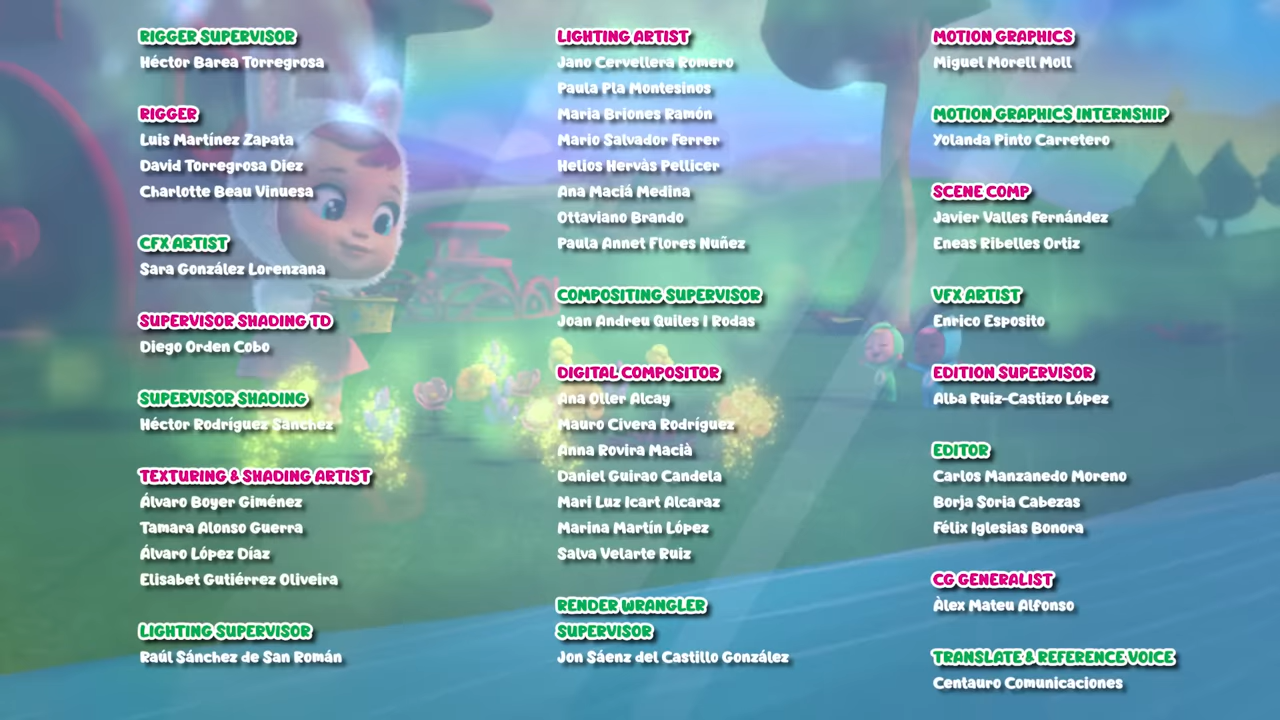 RIGGER SUPERVISOR
Héctor Barea Torregrosa
RIGGER
Luis Martínez Zapata
David Torregrosa Diez
Charlotte Beau Vinuesa
CFX ARTIST
Sara González Lorenzana
SUPERVISOR SHADING TD
Diego Orden Cobo
SUPERVISOR SHADING
Héctor Rodríguez Sánchez
TEXTURING & SHADING ARTIST
Álvaro Boyer Giménez
Tamara Alonso Guerra
Álvaro López Díaz
Elisabet Gutiérrez Oliveira
LIGHTING SUPERVISOR
Raúl Sánchez de San Román
LIGHTING ARTIST
Jano Cervellera Romero
Paula Pla Montesinos
Maria Briones Ramón
Mario Salvador Ferrer
Helios Hervàs Pellicer
Ana Maciá Medina
Ottaviano Brando
Paula Annet Flores Nuñez
COMPOSITING SUPERVISOR
Joan Andreu Quiles I Rodas
DIGITAL COMPOSITOR
Ana Oller Alcay
Mauro Civera Rodríguez
Anna Rovira Macià
Daniel Guirao Candela
Mari Luz Icart Alcaraz
Marina Martín López
Salva Velarte Ruiz
RENDER WRANGLER
SUPERVISOR
Jon Sáenz del Castillo González
MOTION GRAPHICS
Miguel Morell Moll
MOTION GRAPHICS INTERNSHIP
Yolanda Pinto Carretero
SCENE COMP
Javier Valles Fernández
Eneas Ribelles Ortiz
VFX ARTIST
Enrico Esposito
EDITION SUPERVISOR
Alba Ruiz-Castizo López
EDITOR
Carlos Manzanedo Moreno
Borja Soria Cabezas
Félix Iglesias Bonora
CG GENERALIST
Àlex Mateu Alfonso
TRANSLATE & REFERENCE VOICE
Centauro Comunicaciones